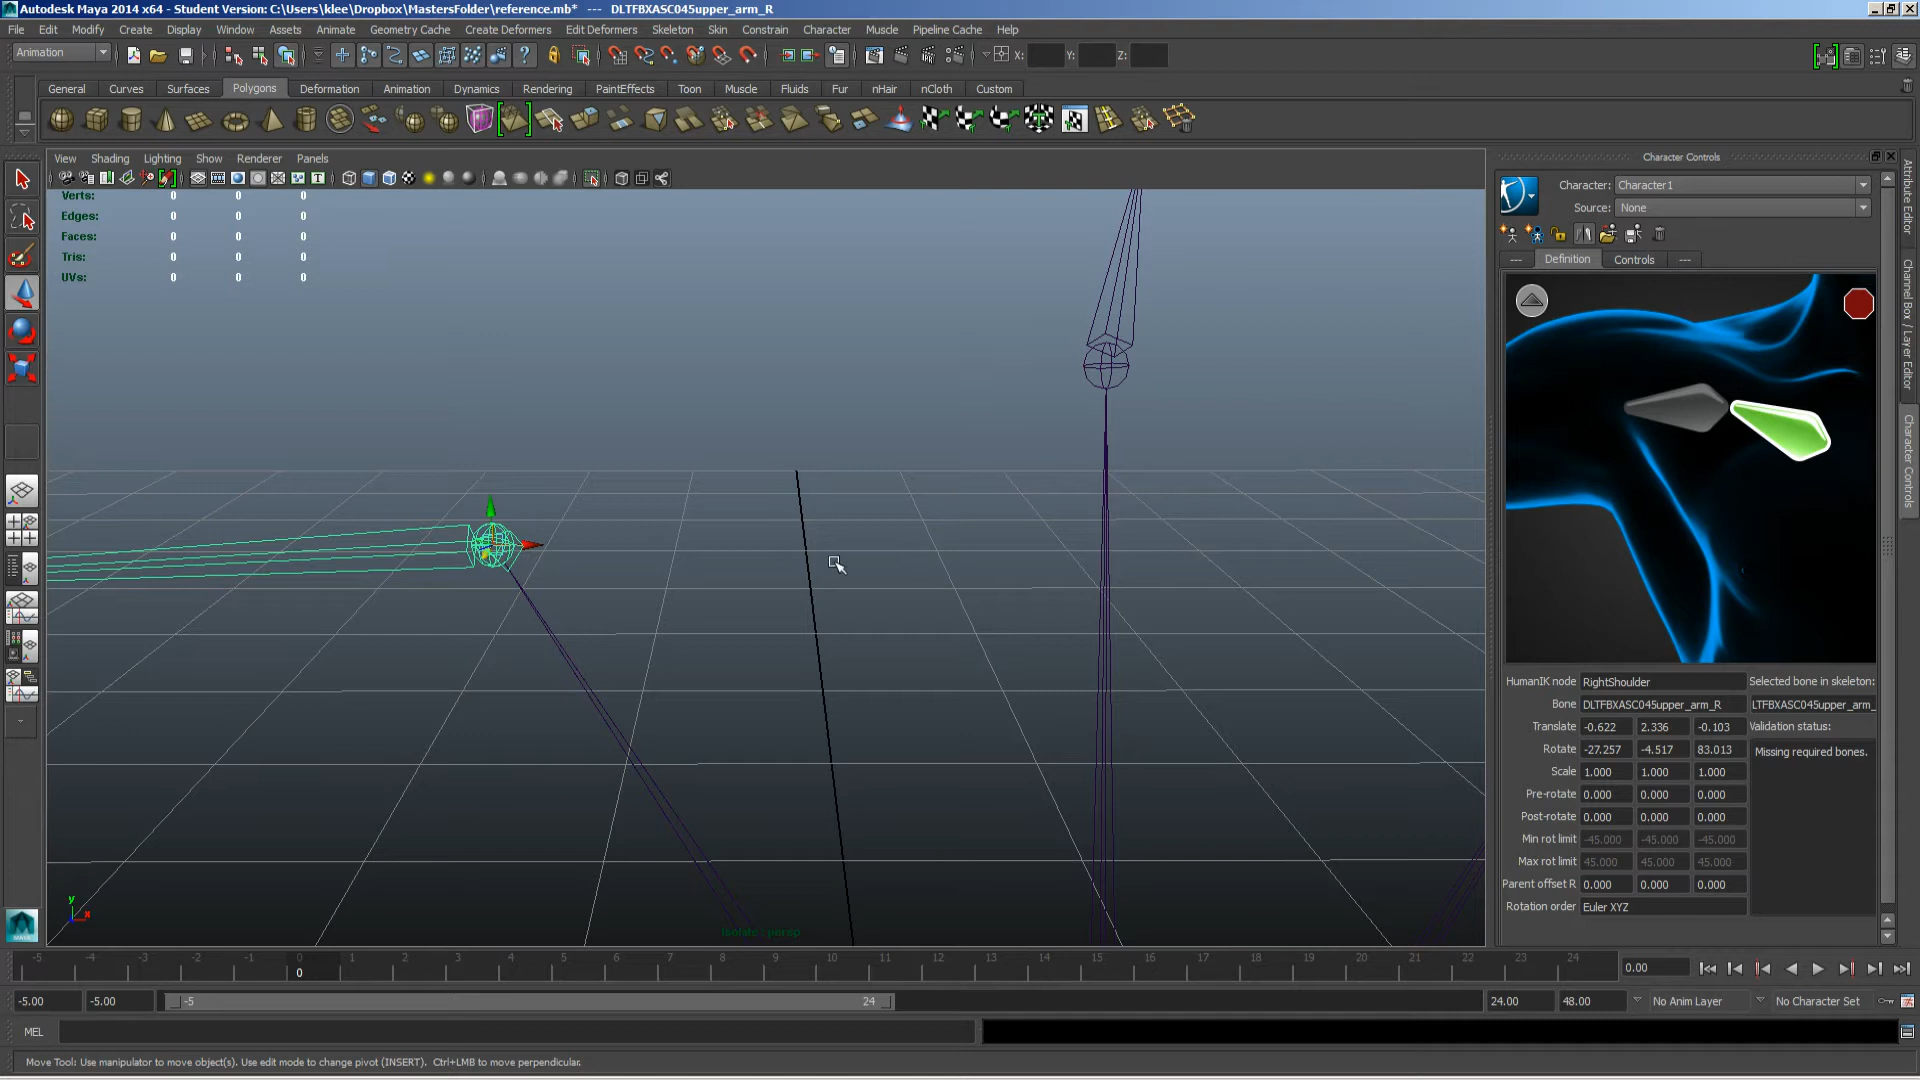 Autodesk Maya 2014 x64 - Student Version: C:\Users\klee\Dropbox\MastersFolder\reference.mb* --- DLTFBXASC045upper_arm_R
File Edit Modify Create Display Window Assets Animate Geometry Cache Create Deformers Edit Deformers Skeleton Skin Constrain Character Muscle Pipeline Cache Help
Animation X: Y: Z:
General Curves Surfaces Polygons Deformation Animation Dynamics Rendering PaintEffects Toon Muscle Fluids Fur nHair nCloth Custom
View Shading Lighting Show Renderer Panels
Verts: 0 0 0
Edges: 0 0 0
Faces: 0 0 0
Tris: 0 0 0
UVs: 0 0 0
y
x
Isolate : persp
Character Controls
Character: Character1
Source: None
--- Definition Controls ---
HumanIK node RightShoulder Selected bone in skeleton:
Bone DLTFBXASC045upper_arm_R LTFBXASC045upper_arm_
Translate -0.622 2.336 -0.103 Validation status:
Rotate -27.257 -4.517 83.013 Missing required bones.
Scale 1.000 1.000 1.000
Pre-rotate 0.000 0.000 0.000
Post-rotate 0.000 0.000 0.000
Min rot limit -45.000 -45.000 -45.000
Max rot limit 45.000 45.000 45.000
Parent offset R 0.000 0.000 0.000
Rotation order Euler XYZ
Attribute Editor
Channel Box / Layer Editor
Character Controls
-5 -4 -3 -2 -1 0 1 2 3 4 5 6 7 8 9 10 11 12 13 14 15 16 17 18 19 20 21 22 23 24
0 0.00
-5.00 -5.00 -5 24 24.00 48.00 No Anim Layer No Character Set
MEL
Move Tool: Use manipulator to move object(s). Use edit mode to change pivot (INSERT). Ctrl+LMB to move perpendicular.